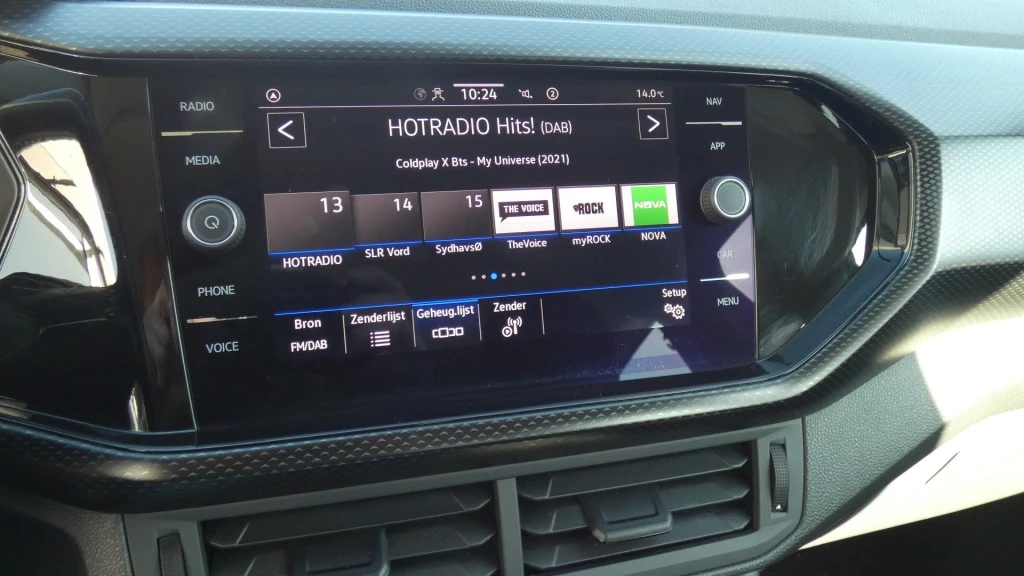 RADIO
MEDIA
PHONE
VOICE
10:24
2
14.0°C
HOTRADIO Hits! (DAB)
Coldplay X Bts - My Universe (2021)
13
14
15
THE VOICE
myROCK
NOVA
HOTRADIO
SLR Vord
SydhavsØ
TheVoice
myROCK
NOVA
Bron
FM/DAB
Zenderlijst
Geheug.lijst
Zender
Setup
NAV
APP
CAR
MENU